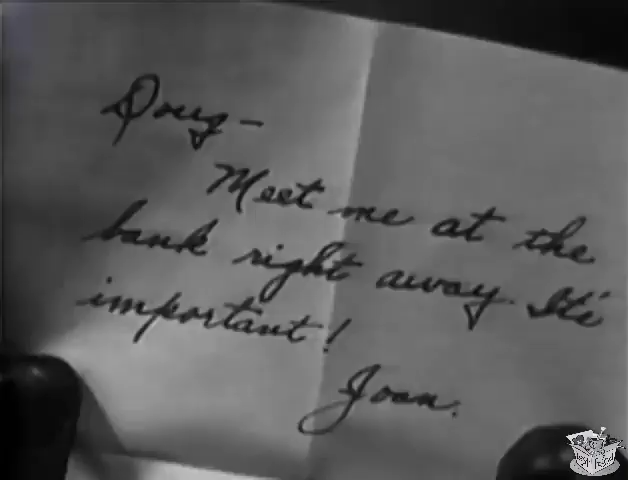 Doug-
Meet me at the
bank right away. It's
important!
Joan.